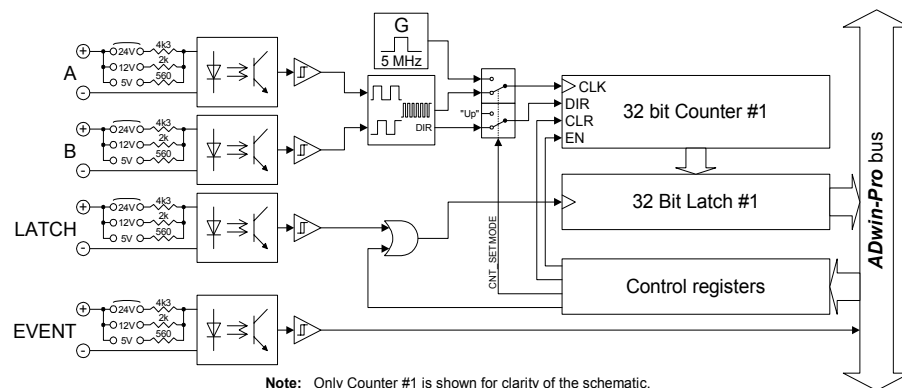 A
24V
4k3
12V
2k
5V
560
B
24V
4k3
12V
2k
5V
560
LATCH
24V
4k3
12V
2k
5V
560
EVENT
24V
4k3
12V
2k
5V
560
G
5 MHz
DIR
"Up"
CNT_SETMODE
CLK
DIR
CLR
EN
32 bit Counter #1
32 Bit Latch #1
Control registers
ADwin-Pro bus
Note: Only Counter #1 is shown for clarity of the schematic.